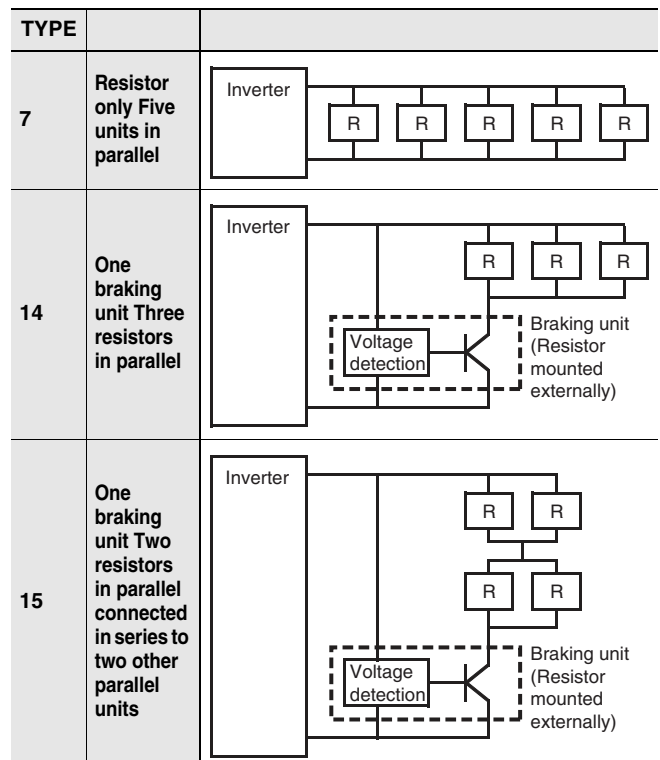 TYPE
7
Resistor
only Five
units in
parallel
Inverter
R R R R R
14
One
braking
unit Three
resistors
in parallel
Inverter
R R R
Voltage
detection
Braking unit
(Resistor
mounted
externally)
15
One
braking
unit Two
resistors
in parallel
connected
in series to
two other
parallel
units
Inverter
R R
R R
Voltage
detection
Braking unit
(Resistor
mounted
externally)